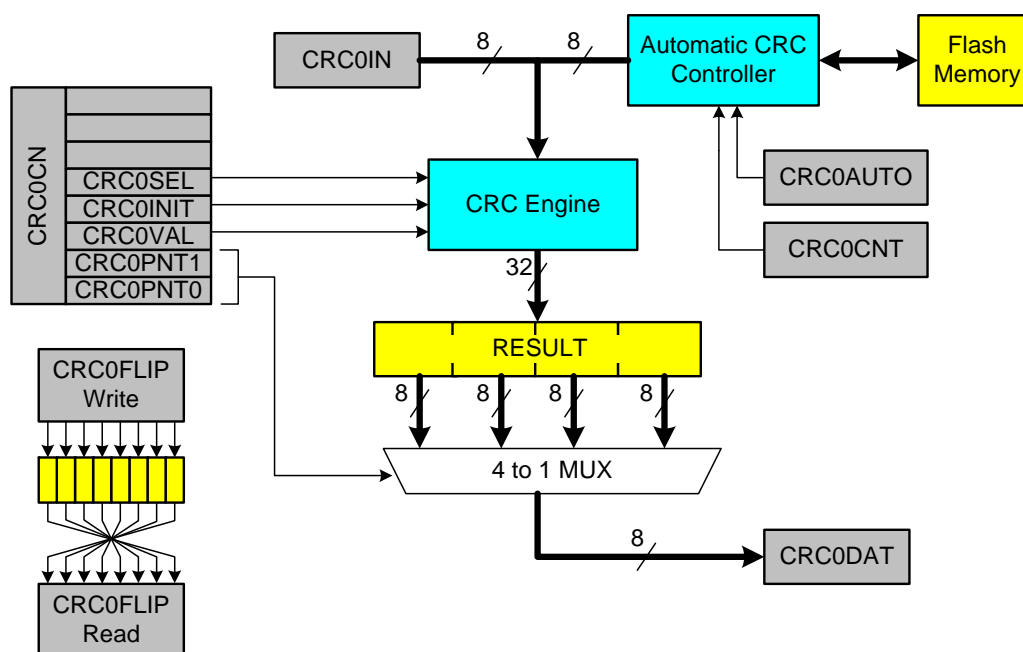 CRC0IN
8
8
Automatic CRC
Controller
Flash
Memory
CRC0CN
CRC0SEL
CRC0INIT
CRC0VAL
CRC0PNT1
CRC0PNT0
CRC Engine
CRC0AUTO
CRC0CNT
32
RESULT
8
8
8
8
4 to 1 MUX
8
CRC0DAT
CRC0FLIP
Write
CRC0FLIP
Read